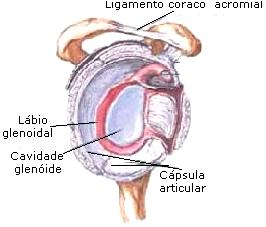 Ligamento coraco acromial
Lábio
glenoidal
Cavidade
glenóide
Cápsula
articular